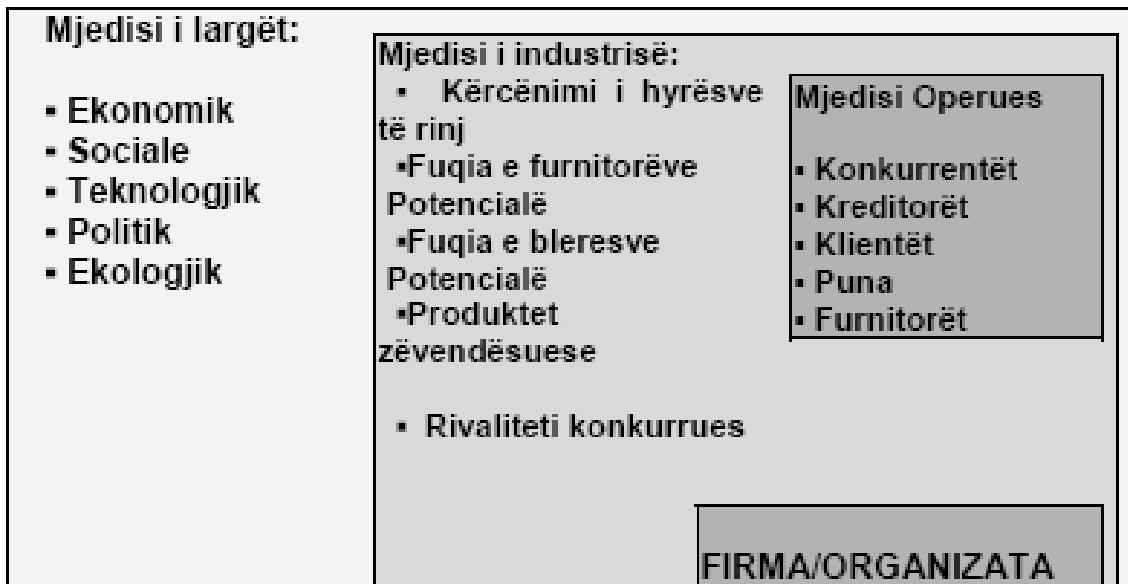 Mjedisi i largët:
▪ Ekonomik
▪ Sociale
▪ Teknologjik
▪ Politik
▪ Ekologjik
Mjedisi i industrisë:
▪ Kërcënimi i hyrësve
të rinj
▪Fuqia e furnitorëve
Potencialë
▪Fuqia e bleresve
Potencialë
▪Produktet
zëvendësuese
▪ Rivaliteti konkurrues
Mjedisi Operues
▪ Konkurrentët
▪ Kreditorët
▪ Klientët
▪ Puna
▪ Furnitorët
FIRMA/ORGANIZATA